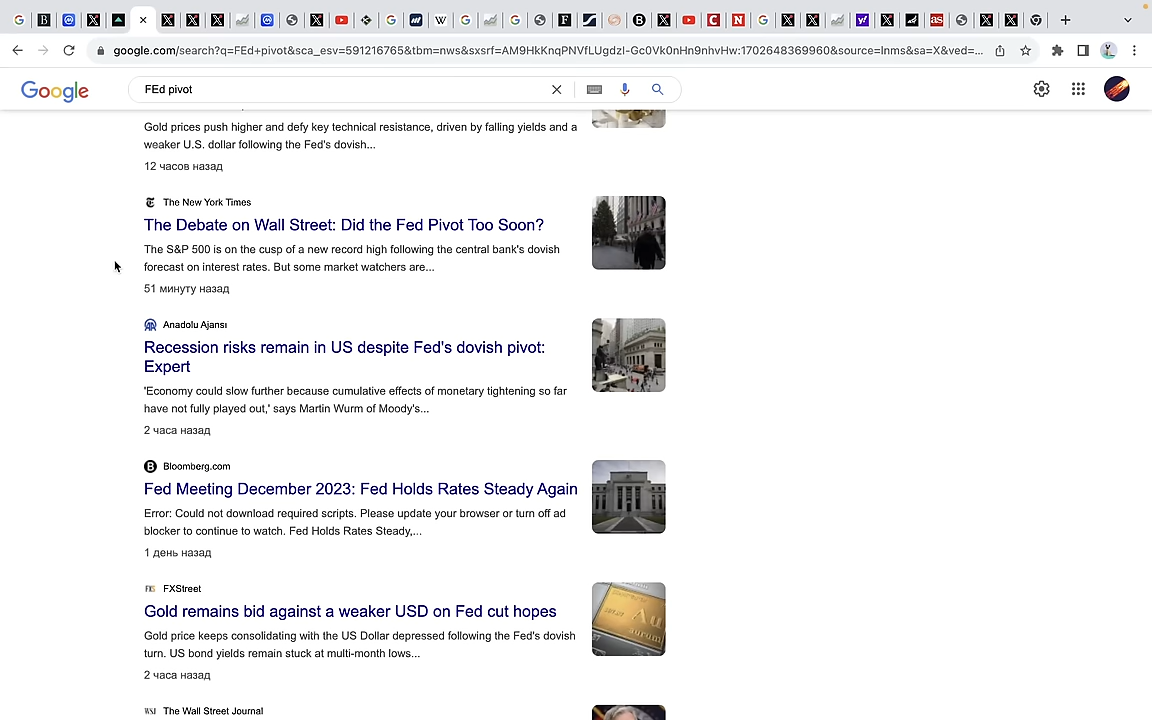 google.com/search?q=FEd+pivot&sca_esv=591216765&tbm=nws&sxsrf=AM9HkKnqPNVfLUgdzI-Gc0Vk0nHn9nhvHw:1702648369960&source=lnms&sa=X&ved=...
Google
FEd pivot
Gold prices push higher and defy key technical resistance, driven by falling yields and a
weaker U.S. dollar following the Fed's dovish...
12 часов назад
The New York Times
The Debate on Wall Street: Did the Fed Pivot Too Soon?
The S&P 500 is on the cusp of a new record high following the central bank's dovish
forecast on interest rates. But some market watchers are...
51 минуту назад
Anadolu Ajansı
Recession risks remain in US despite Fed's dovish pivot:
Expert
'Economy could slow further because cumulative effects of monetary tightening so far
have not fully played out,' says Martin Wurm of Moody's...
2 часа назад
Bloomberg.com
Fed Meeting December 2023: Fed Holds Rates Steady Again
Error: Could not download required scripts. Please update your browser or turn off ad
blocker to continue to watch. Fed Holds Rates Steady,...
1 день назад
FXStreet
Gold remains bid against a weaker USD on Fed cut hopes
Gold price keeps consolidating with the US Dollar depressed following the Fed's dovish
turn. US bond yields remain stuck at multi-month lows...
2 часа назад
WSJ The Wall Street Journal